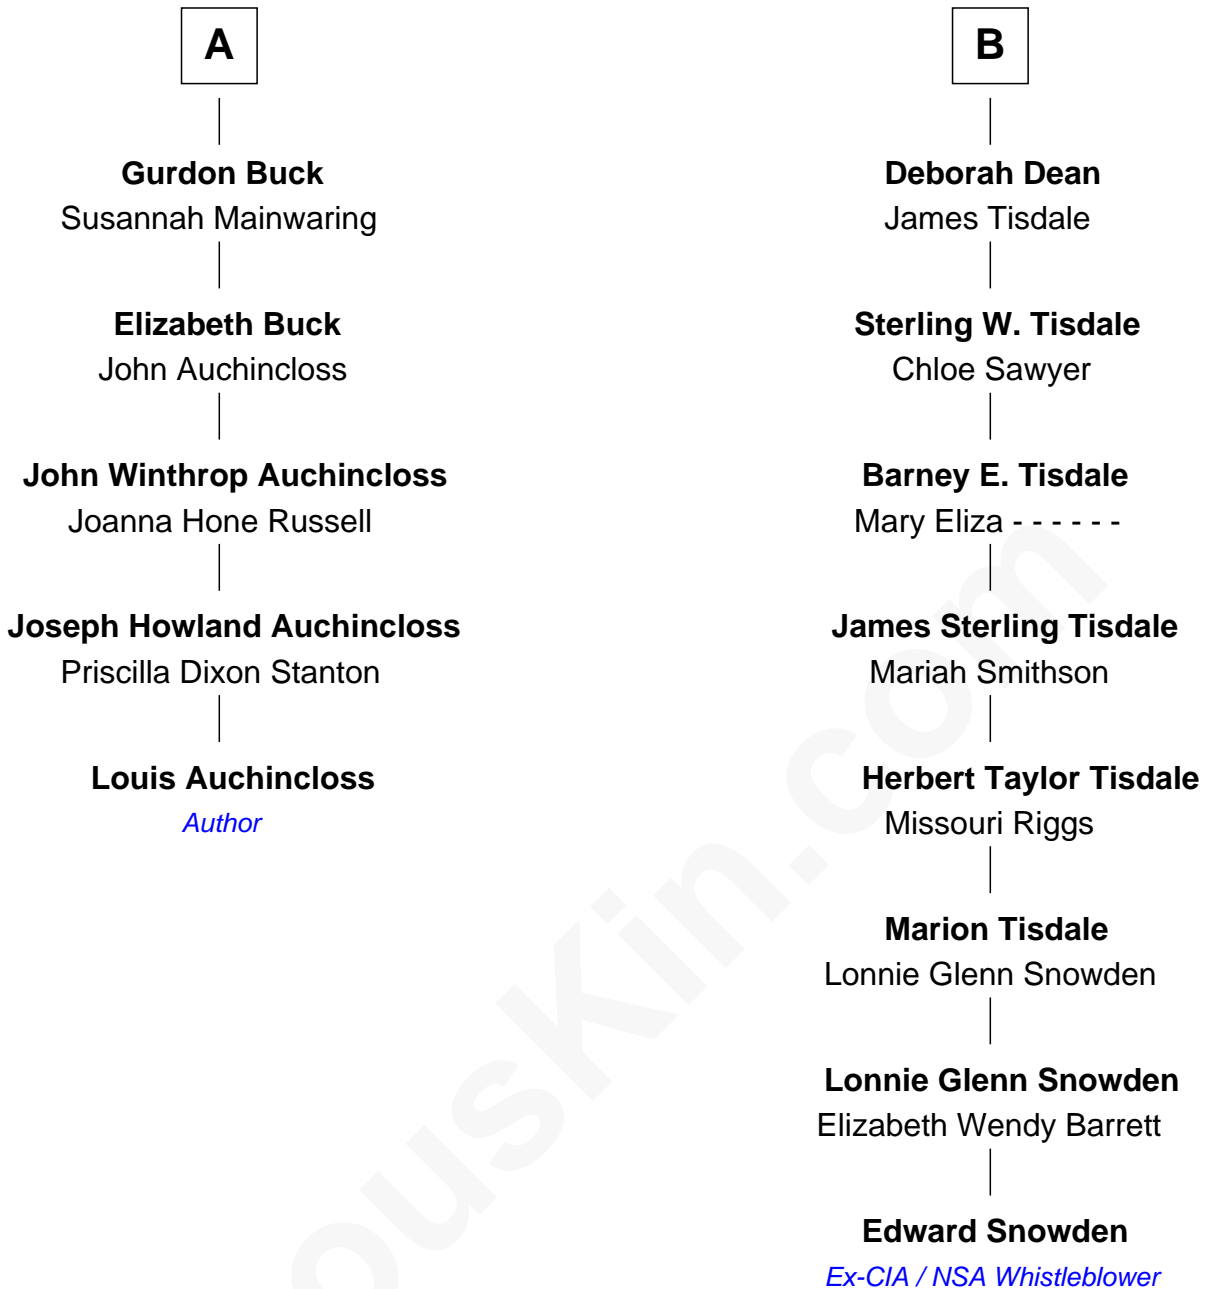 A
Gurdon Buck
Susannah Mainwaring
Elizabeth Buck
John Auchincloss
John Winthrop Auchincloss
Joanna Hone Russell
Joseph Howland Auchincloss
Priscilla Dixon Stanton
Louis Auchincloss
Author
B
Deborah Dean
James Tisdale
Sterling W. Tisdale
Chloe Sawyer
Barney E. Tisdale
Mary Eliza - - - - - -
James Sterling Tisdale
Mariah Smithson
Herbert Taylor Tisdale
Missouri Riggs
Marion Tisdale
Lonnie Glenn Snowden
Lonnie Glenn Snowden
Elizabeth Wendy Barrett
Edward Snowden
Ex-CIA / NSA Whistleblower
ousKin.com